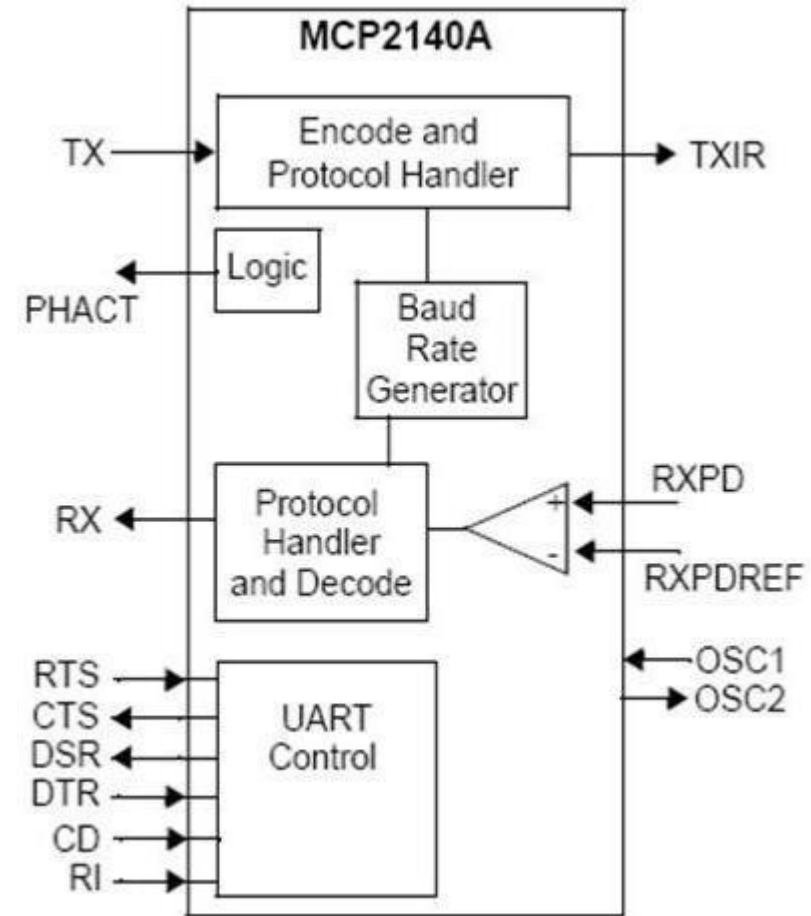 MCP2140A
TX
Encode and
Protocol Handler
TXIR
PHACT
Logic
Baud
Rate
Generator
RX
Protocol
Handler
and Decode
+
-
RXPD
RXPDREF
OSC1
OSC2
RTS
CTS
DSR
DTR
CD
RI
UART
Control